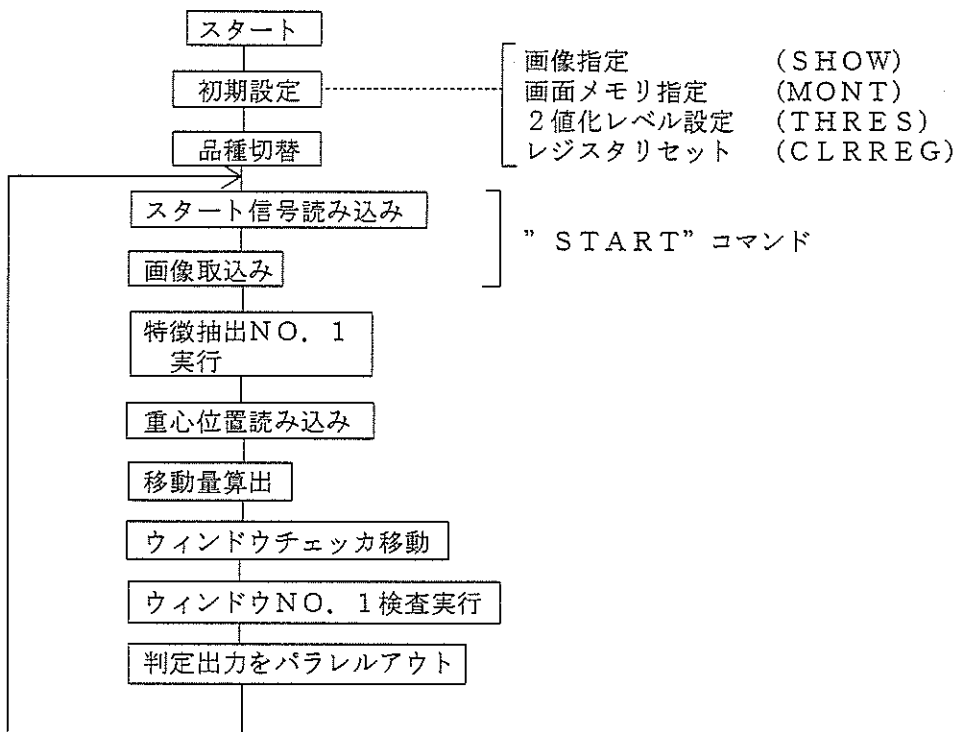 スタート
初期設定
画像指定 (SHOW)
画面メモリ指定 (MONT)
2値化レベル設定 (THRES)
レジスタリセット (CLRREG)
品種切替
スタート信号読み込み
”START”コマンド
画像取込み
特徴抽出NO.1
実行
重心位置読み込み
移動量算出
ウィンドウチェッカ移動
ウィンドウNO.1検査実行
判定出力をパラレルアウト